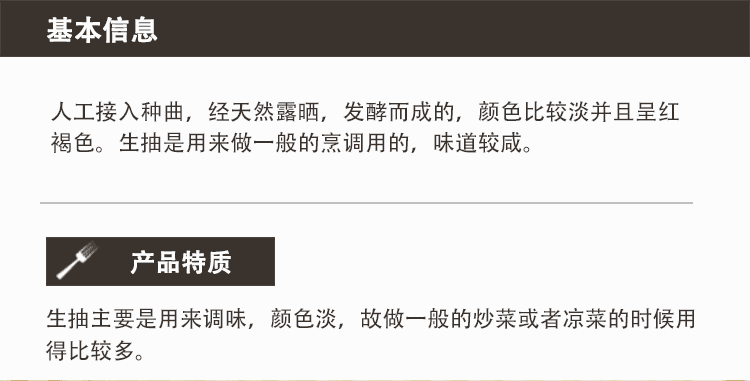 基本信息
人工接入种曲，经天然露晒，发酵而成的，颜色比较淡并且呈红
褐色。生抽是用来做一般的烹调用的，味道较咸。
产品特质
生抽主要是用来调味，颜色淡，故做一般的炒菜或者凉菜的时候用
得比较多。